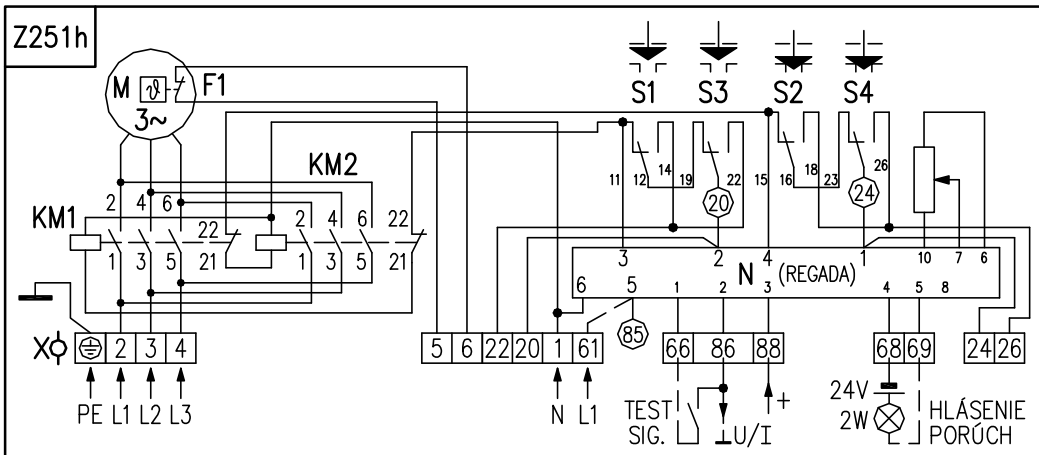 Z251h
M ϑ F1
3~
S1 S3 S2 S4
KM2
KM1
2 4 6 22
1 3 5 21
2 4 6 22
1 3 5 21
11 12 14 19 22 15 16 18 23 26
20 24
3 2 4 1 10 7 6
N (REGADA)
6 5 1 2 3 4 5 8
85
X 2 3 4 5 6 22 20 1 61 66 86 88 68 69 24 26
PE L1 L2 L3 N L1
TEST
SIG.
U/I
+
24V
2W
HLÁSENIE
PORÚCH